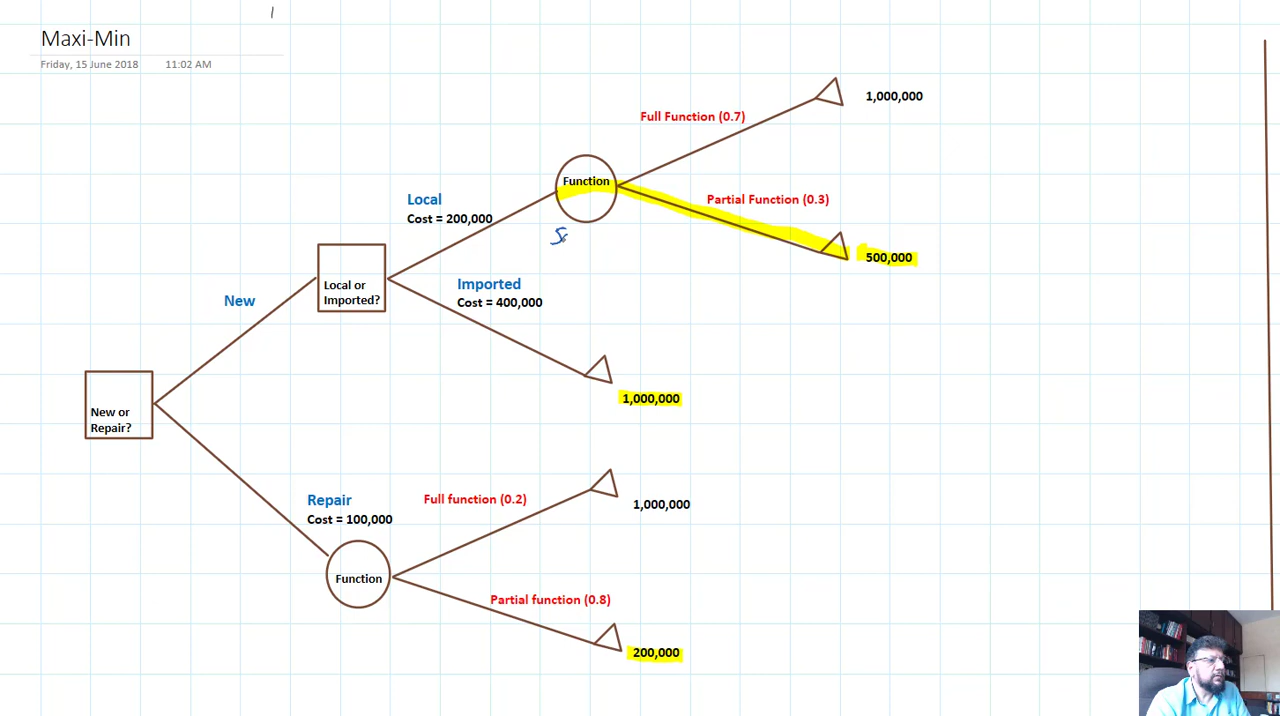 Maxi-Min
Friday, 15 June 2018 11:02 AM
1,000,000
Full Function (0.7)
Function
Local
Cost = 200,000
Partial Function (0.3)
500,000
Local or
Imported?
Imported
Cost = 400,000
New
1,000,000
New or
Repair?
Repair
Cost = 100,000
Full function (0.2)
1,000,000
Function
Partial function (0.8)
200,000